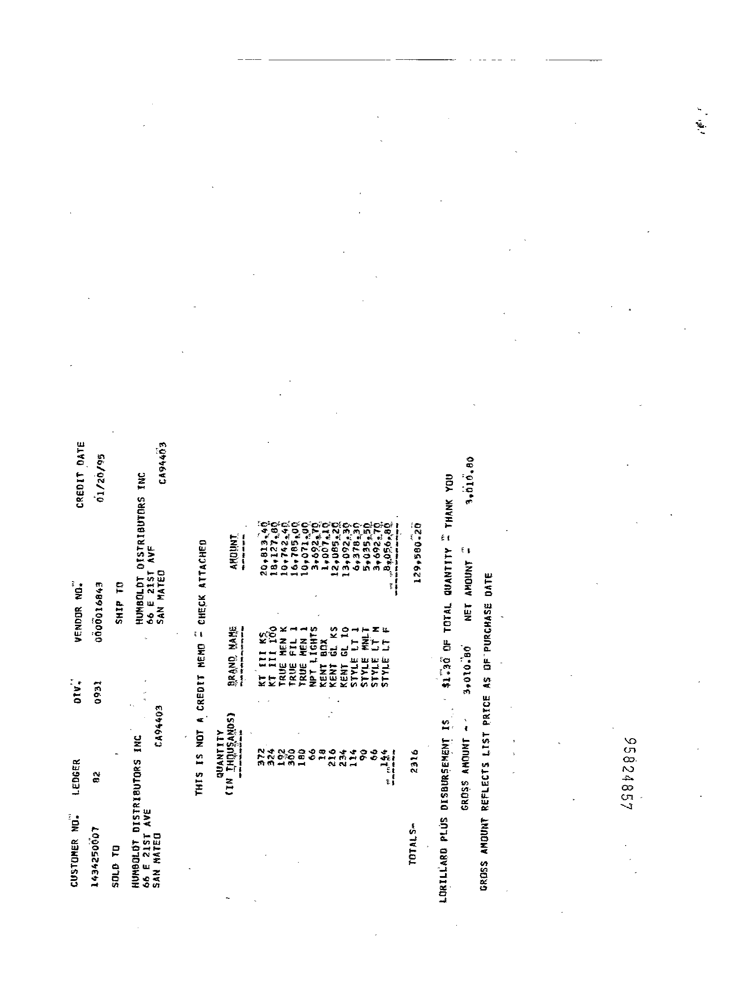 CUSTOMER NO. LEDGER DIV. VENDOR NO. CREDIT DATE
1434250007 82 0931 0000016843 01/20/95
SOLD TO SHIP TO
HUMBOLDT DISTRIBUTORS INC HUMBOLDT DISTRIBUTORS INC
66 E 21ST AVE 66 E 21ST AVE
SAN MATEO CA94403 SAN MATEO CA94403
THIS IS NOT A CREDIT MEMO - CHECK ATTACHED
QUANTITY
(IN THOUSANDS) BRAND NAME AMOUNT
372 KT III KS 20,813.40
324 KT III 100 18,127.80
192 TRUE MEN K 10,742.40
300 TRUE FIL 1 16,785.00
180 TRUE MEN 1 10,071.00
66 NPT LIGHTS 3,692.70
18 KENT BOX 1,007.10
216 KENT GL KS 12,085.20
234 KENT GL IO 13,092.30
114 STYLE LT 1 6,378.30
90 STYLE MNLT 5,035.50
66 STYLE LT M 3,692.70
144 STYLE LT F 8,056.80
TOTALS- 2316 129,580.20
LORILLARD PLUS DISBURSEMENT IS $1.30 OF TOTAL QUANTITY - THANK YOU
GROSS AMOUNT - 3,010.80 NET AMOUNT - 3,010.80
GROSS AMOUNT REFLECTS LIST PRICE AS OF PURCHASE DATE
95824857